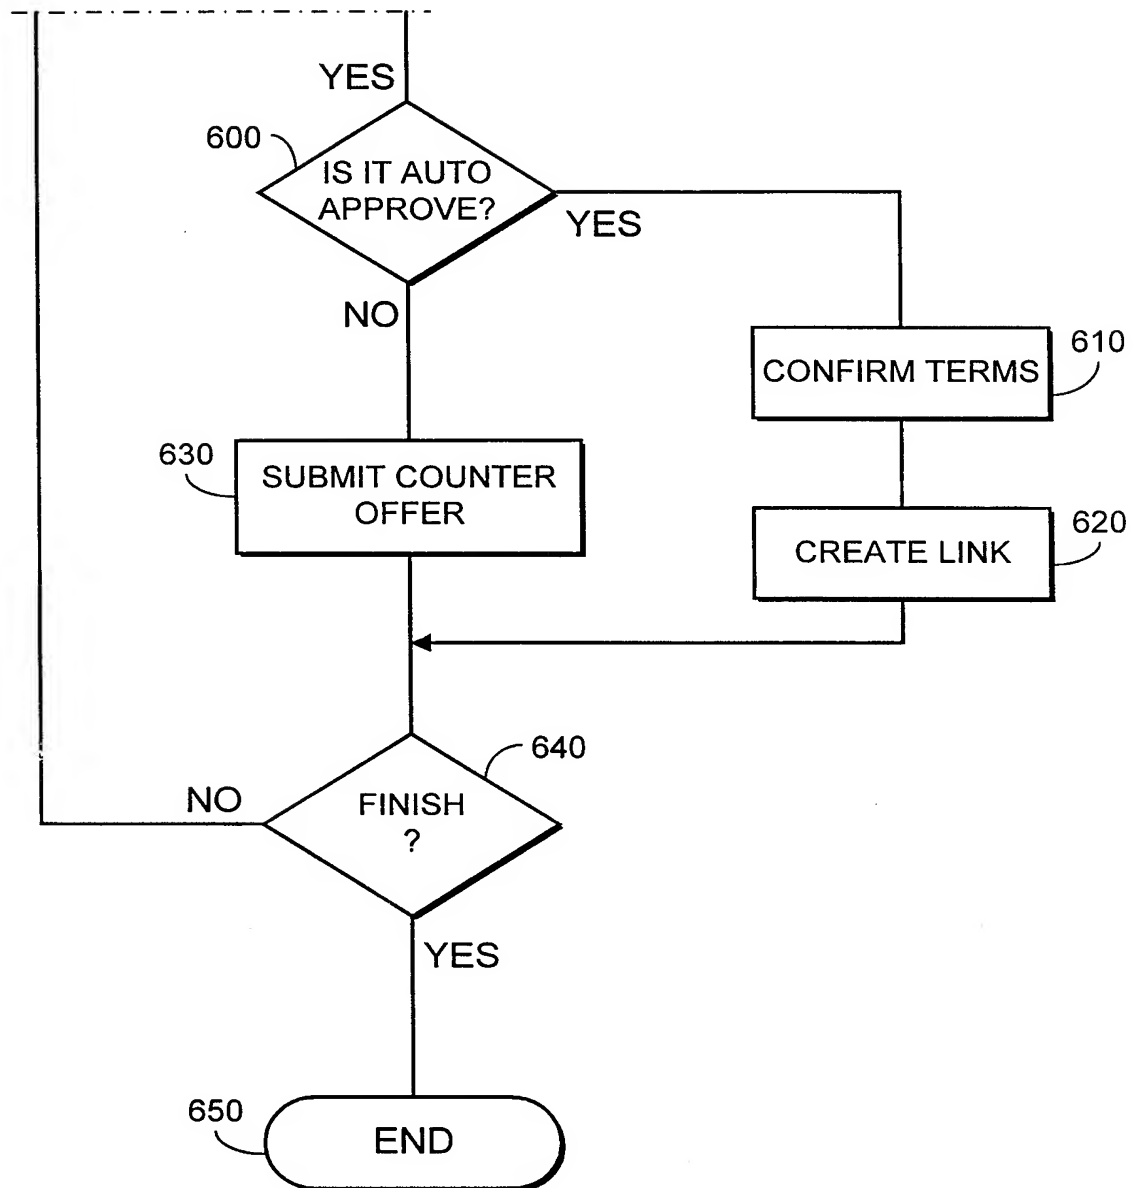 YES
600
IS IT AUTO
APPROVE?
YES
NO
CONFIRM TERMS
610
630
SUBMIT COUNTER
OFFER
CREATE LINK
620
640
NO
FINISH
?
YES
650
END